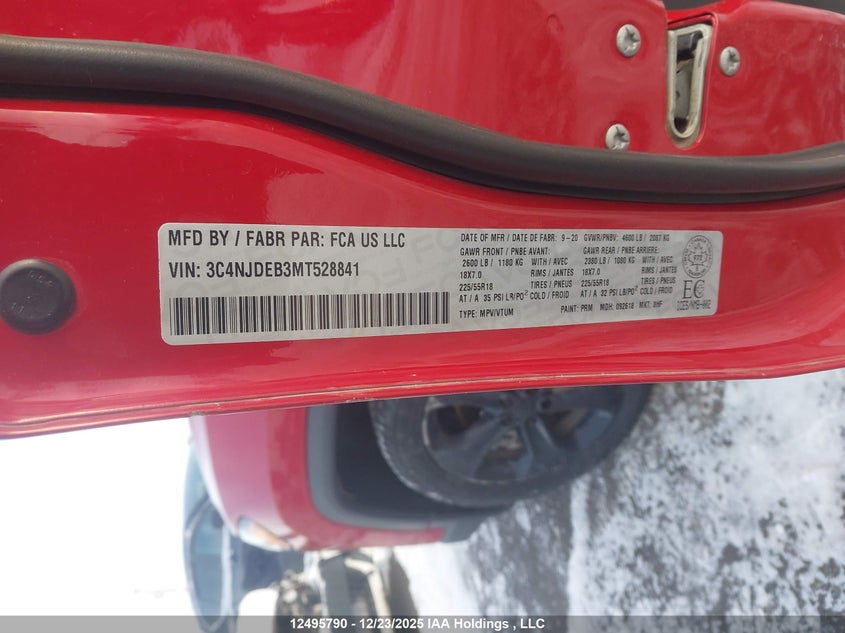 MFD BY / FABR PAR: FCA US LLC
VIN: 3C4NJDEB3MT528841
DATE OF MFR / DATE DE FABR: 9-20 GVWR/PNBV: 4600 LB / 2087 KG
GAWR FRONT / PNBE AVANT: GAWR REAR / PNBE ARRIERE:
2600 LB / 1180 KG WITH / AVEC 2380 LB / 1080 KG WITH / AVEC
18X7.0 RIMS / JANTES 18X7.0 RIMS / JANTES
225/55R18 TIRES / PNEUS 225/55R18 TIRES / PNEUS
AT / A 35 PSI LB/PO² COLD / FROID AT / A 32 PSI LB/PO² COLD / FROID
TYPE: MPV/VTUM PAINT: PRM MDH: 092618 MKT: XHF
EC
12495790 - 12/23/2025 IAA Holdings , LLC